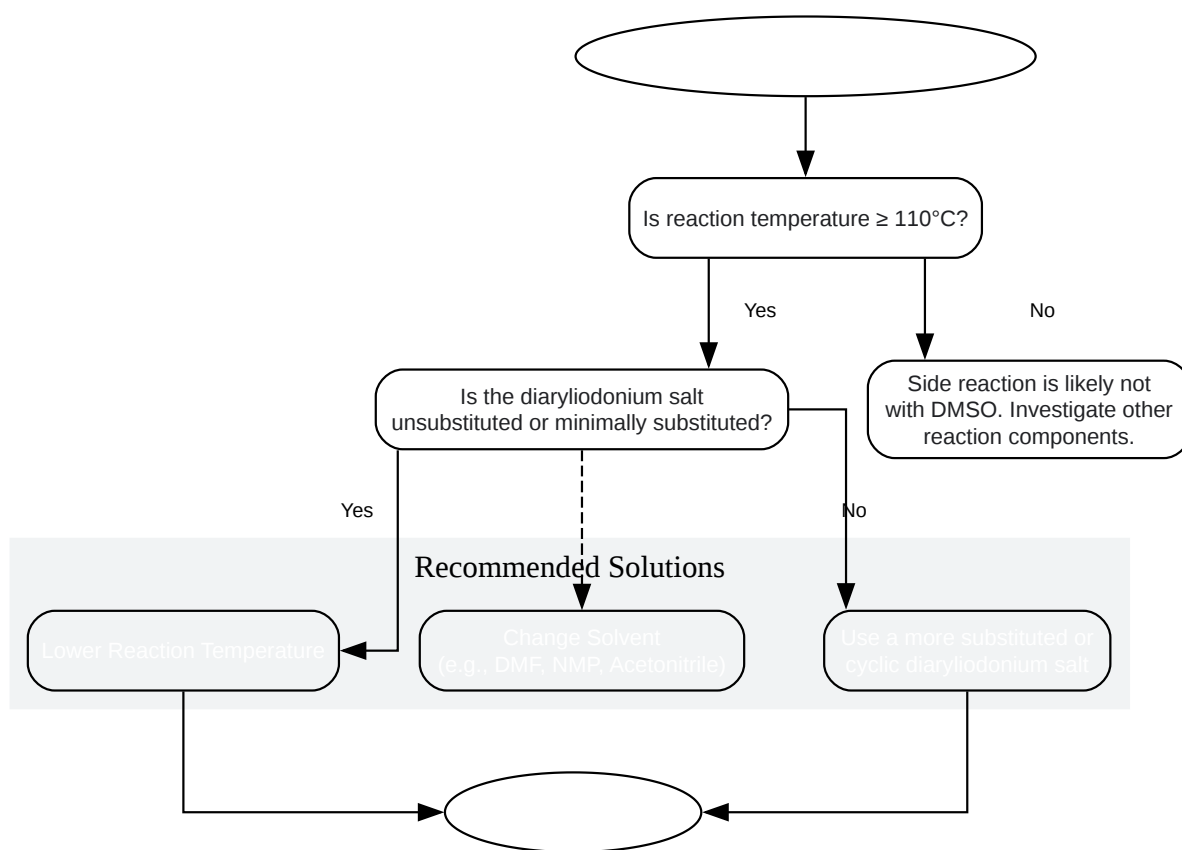 Is reaction temperature ≥ 110°C?
Yes
No
Is the diaryliodonium salt
unsubstituted or minimally substituted?
Side reaction is likely not
with DMSO. Investigate other
reaction components.
Yes
No
Recommended Solutions
Lower Reaction Temperature
Change Solvent
(e.g., DMF, NMP, Acetonitrile)
Use a more substituted or
cyclic diaryliodonium salt